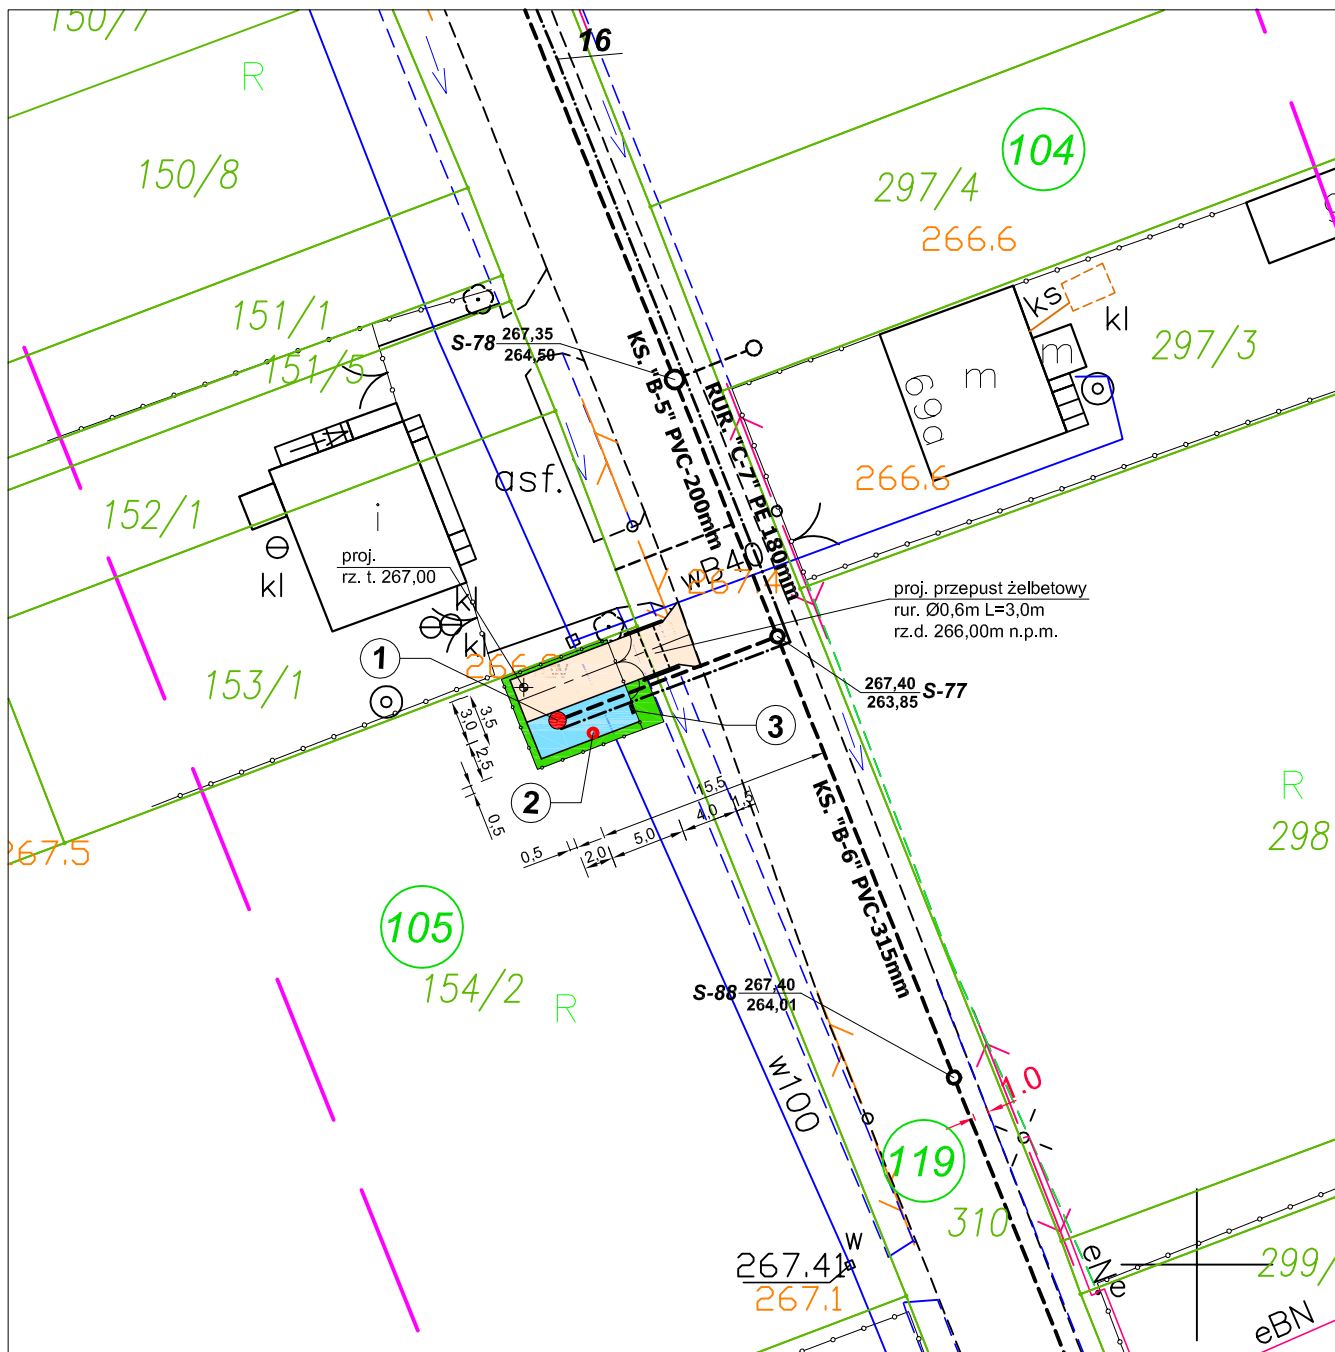 150/7
R
16
150/8
104
297/4
266.6
151/1
151/5
S-78 267,35
264,50
ks
kl
m
m
297/3
69a
KS. "B-5" PVC-200mm
RUR. "C-7" PE 180mm
266.6
asf.
152/1
i
kl
proj.
rz. t. 267,00
kl
kl
wB40
267.4
proj. przepust żelbetowy
rur. Ø0,6m L=3,0m
rz.d. 266,00m n.p.m.
1
153/1
267,40 S-77
263,85
3
3,5
3,0
2,5
0,5
2
15,5
1,5
4,0
5,0
2,0
0,5
KS. "B-6" PVC-315mm
R
298
267.5
105
154/2
R
S-88 267,40
264,01
w100
1.0
119
310
w
267.41
267.1
eNe
299/
eBN